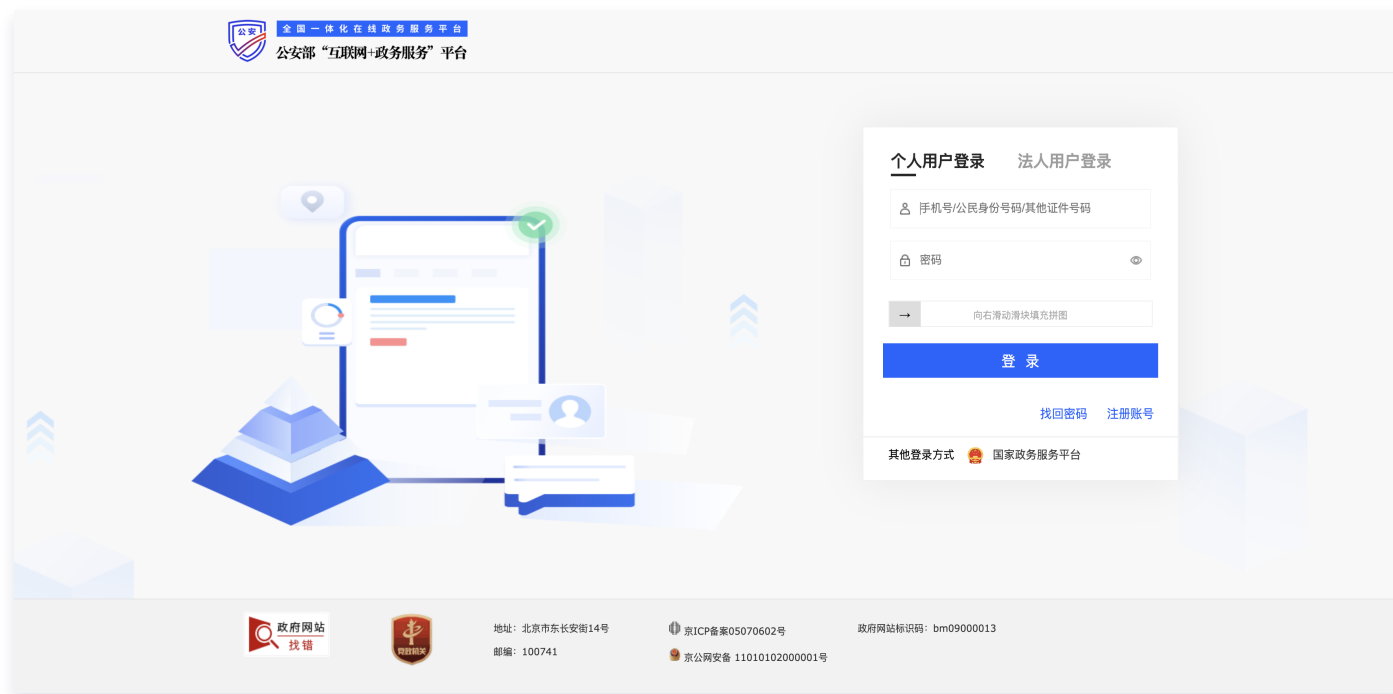 公安
全国一体化在线政务服务平台
公安部“互联网+政务服务”平台
个人用户登录 法人用户登录
手机号/公民身份号码/其他证件号码
密码
→ 向右滑动滑块填充拼图
登 录
找回密码 注册账号
其他登录方式 国家政务服务平台
政府网站
找错
党政机关
地址：北京市东长安街14号
邮编：100741
京ICP备案05070602号
京公网安备 11010102000001号
政府网站标识码：bm09000013